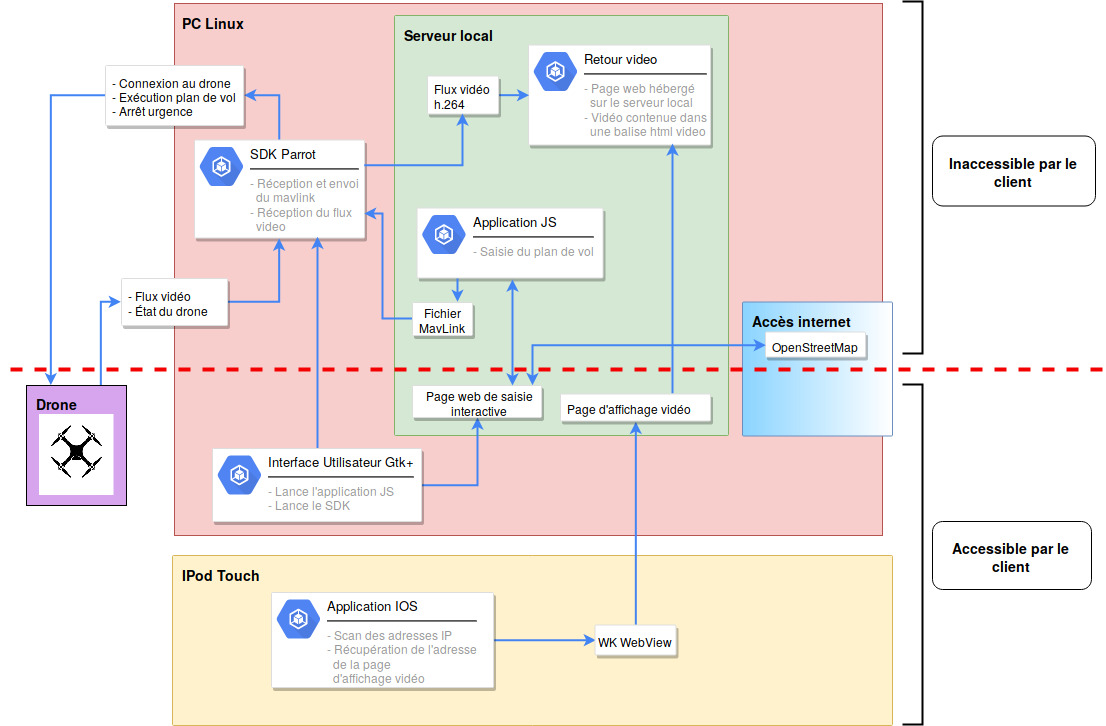 PC Linux
- Connexion au drone
- Exécution plan de vol
- Arrêt urgence
SDK Parrot
- Réception et envoi
du mavlink
- Réception du flux
video
- Flux vidéo
- État du drone
Serveur local
Flux vidéo
h.264
Retour video
- Page web hébergé
sur le serveur local
- Vidéo contenue dans
une balise html video
Application JS
- Saisie du plan de vol
Fichier
MavLink
Accès internet
OpenStreetMap
Inaccessible par le
client
Drone
Page web de saisie
interactive
Page d'affichage vidéo
Interface Utilisateur Gtk+
- Lance l'application JS
- Lance le SDK
Accessible par le
client
IPod Touch
Application IOS
- Scan des adresses IP
- Récupération de l'adresse
de la page
d'affichage vidéo
WK WebView